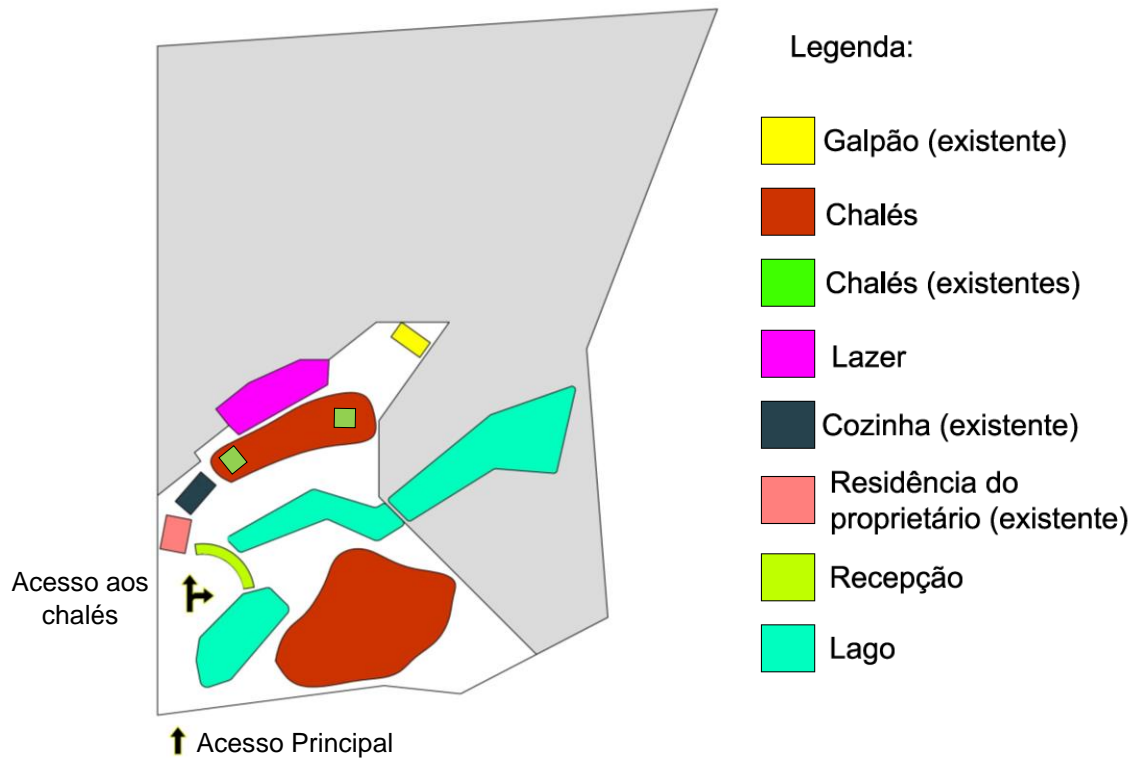 Legenda:
Galpão (existente)
Chalés
Chalés (existentes)
Lazer
Cozinha (existente)
Residência do
proprietário (existente)
Recepção
Lago
Acesso aos
chalés
Acesso Principal